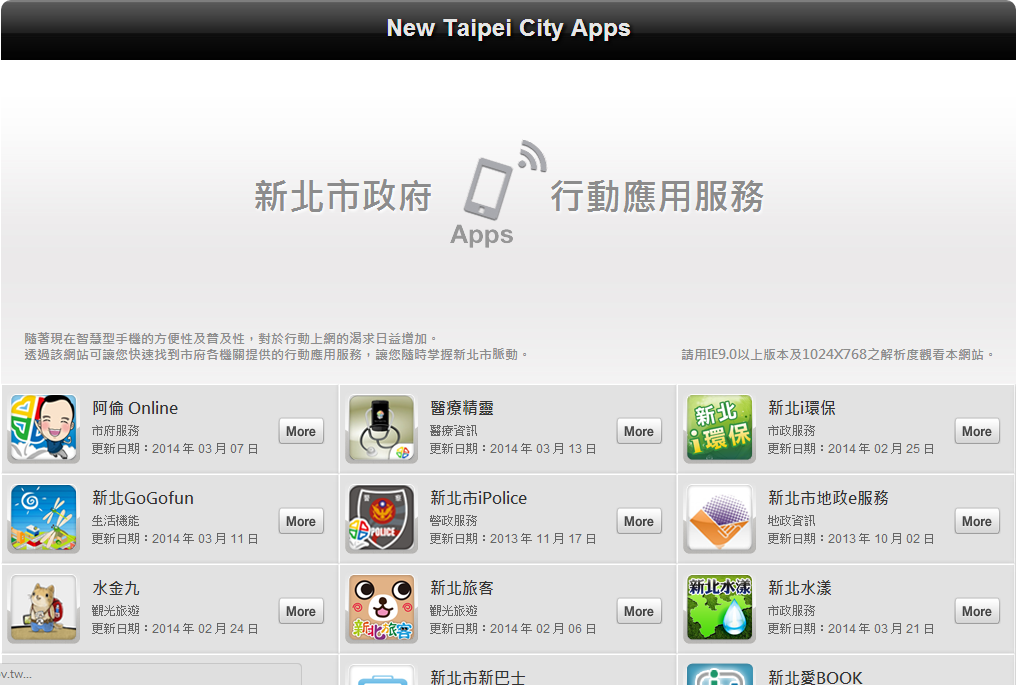 New Taipei City Apps
新北市政府
Apps
行動應用服務
隨著現在智慧型手機的方便性及普及性，對於行動上網的渴求日益增加。
透過該網站可讓您快速找到市府各機關提供的行動應用服務，讓您隨時掌握新北市脈動。
請用IE9.0以上版本及1024X768之解析度觀看本網站。
阿倫 Online
市府服務
更新日期：2014 年 03 月 07 日
More
醫療精靈
醫療資訊
更新日期：2014 年 03 月 13 日
More
新北
i環保
新北i環保
市政服務
更新日期：2014 年 02 月 25 日
More
新北GoGofun
生活機能
更新日期：2014 年 03 月 11 日
More
POLICE
新北市iPolice
警政服務
更新日期：2013 年 11 月 17 日
More
新北市地政e服務
地政資訊
更新日期：2013 年 10 月 02 日
More
水金九
觀光旅遊
更新日期：2014 年 02 月 24 日
More
新北旅客
新北旅客
觀光旅遊
更新日期：2014 年 02 月 06 日
More
新北水漾
新北水漾
市政服務
更新日期：2014 年 03 月 21 日
More
v.tw...
新北市新巴士
新北愛BOOK